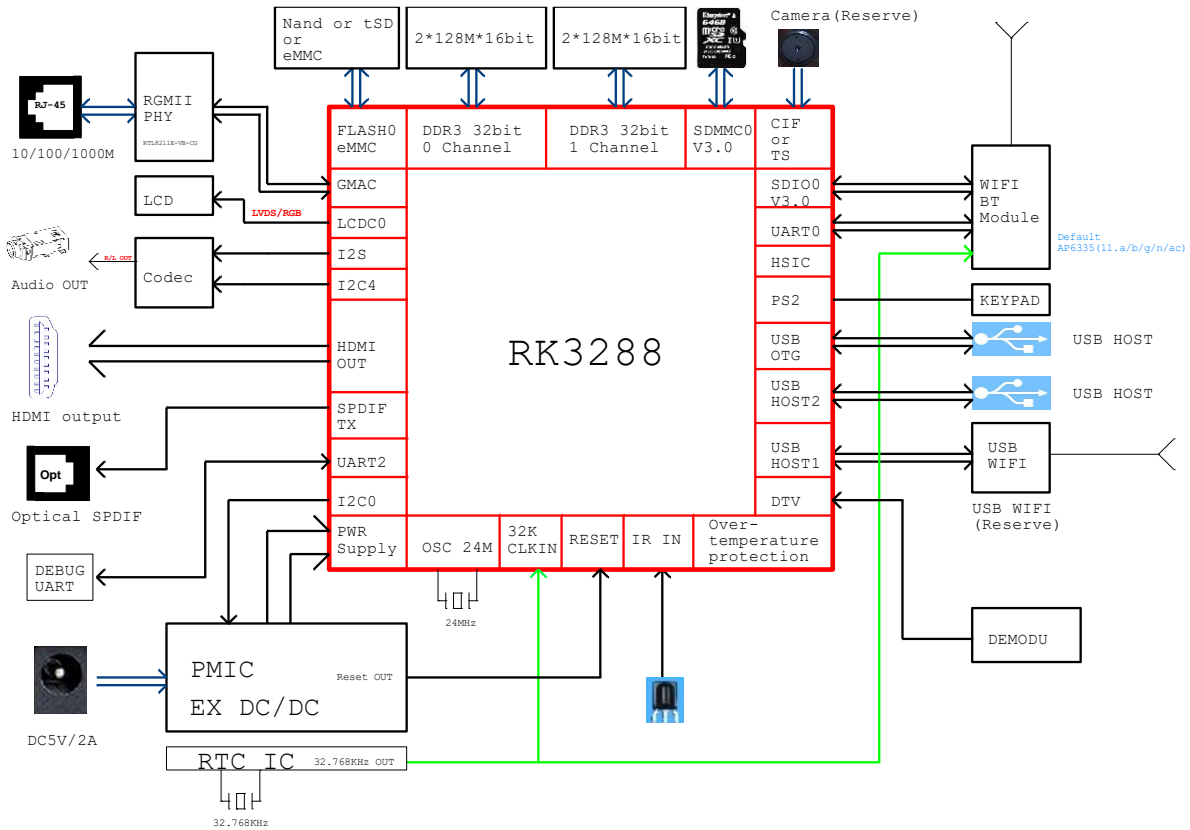 Nand or tSD
or
eMMC
2*128M*16bit
2*128M*16bit
Kingston
64GB
micro
XC
Camera(Reserve)
RJ-45
10/100/1000M
RGMII
PHY
RTL8211E-VB-CG
FLASH0
eMMC
DDR3 32bit
0 Channel
DDR3 32bit
1 Channel
SDMMC0
V3.0
CIF
or
TS
GMAC
SDIO0
V3.0
WIFI
BT
Module
LCD
LVDS/RGB
LCDC0
UART0
Default
AP6335(11.a/b/g/n/ac)
R/L OUT
Audio OUT
Codec
I2S
I2C4
HSIC
PS2
KEYPAD
HDMI
OUT
HDMI output
RK3288
USB
OTG
USB HOST
USB
HOST2
USB HOST
SPDIF
TX
Opt
Optical SPDIF
UART2
USB
HOST1
USB
WIFI
USB WIFI
(Reserve)
I2C0
DTV
PWR
Supply
OSC 24M
32K
CLKIN
RESET
IR IN
Over-
temperature
protection
DEBUG
UART
24MHz
DEMODU
DC5V/2A
PMIC
EX DC/DC
Reset OUT
RTC IC
32.768KHz OUT
32.768KHz